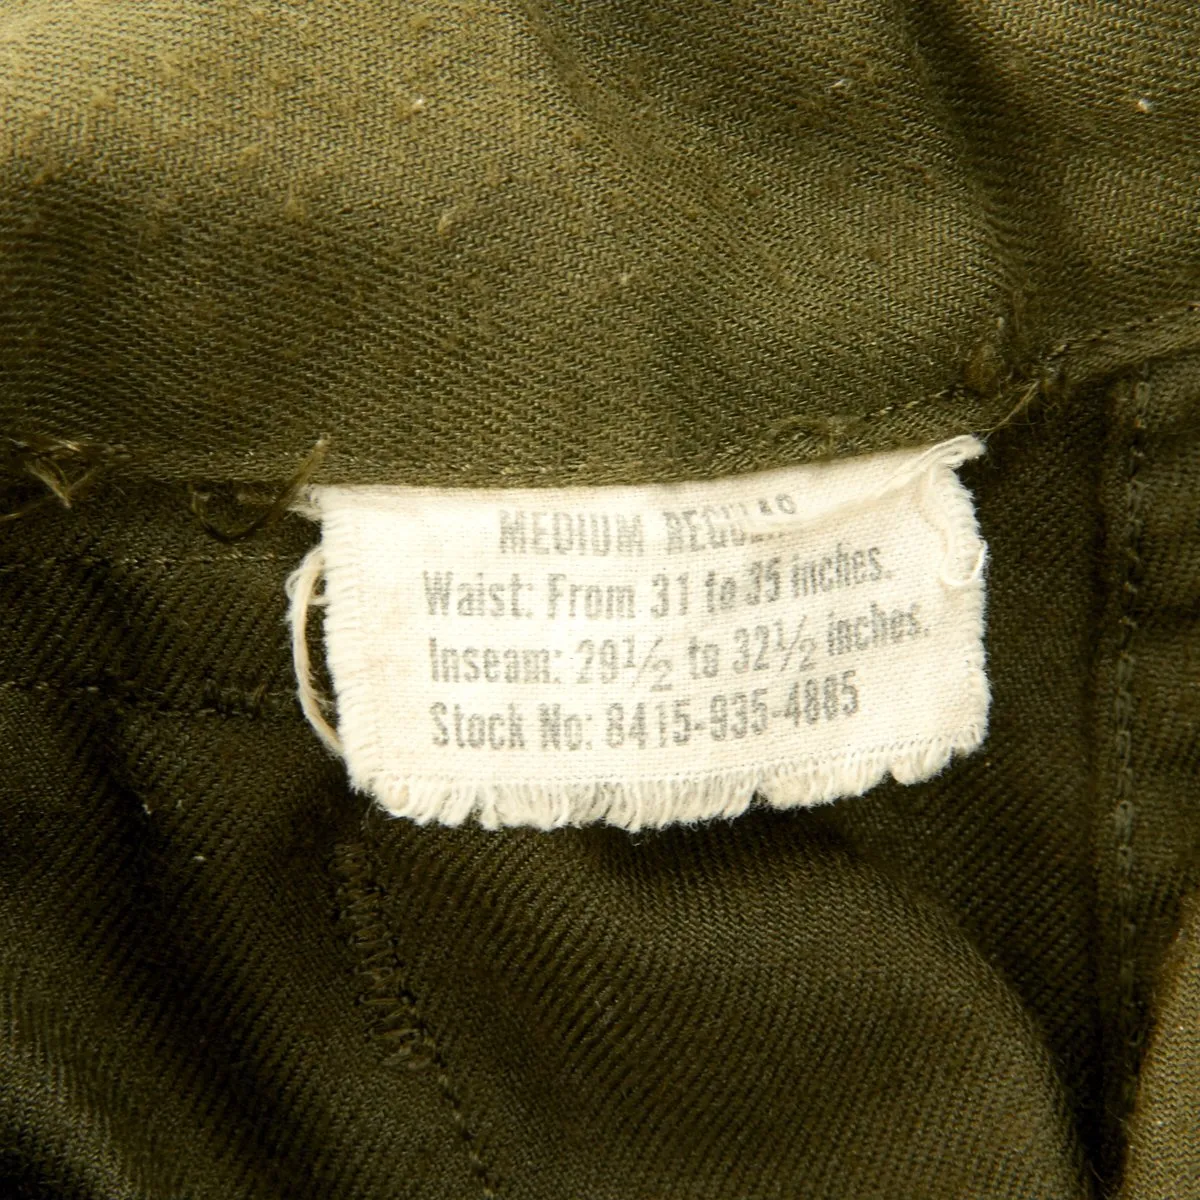 MEDIUM REGULAR
Waist: From 31 to 35 inches.
Inseam: 29½ to 32½ inches.
Stock No: 8415-935-4885